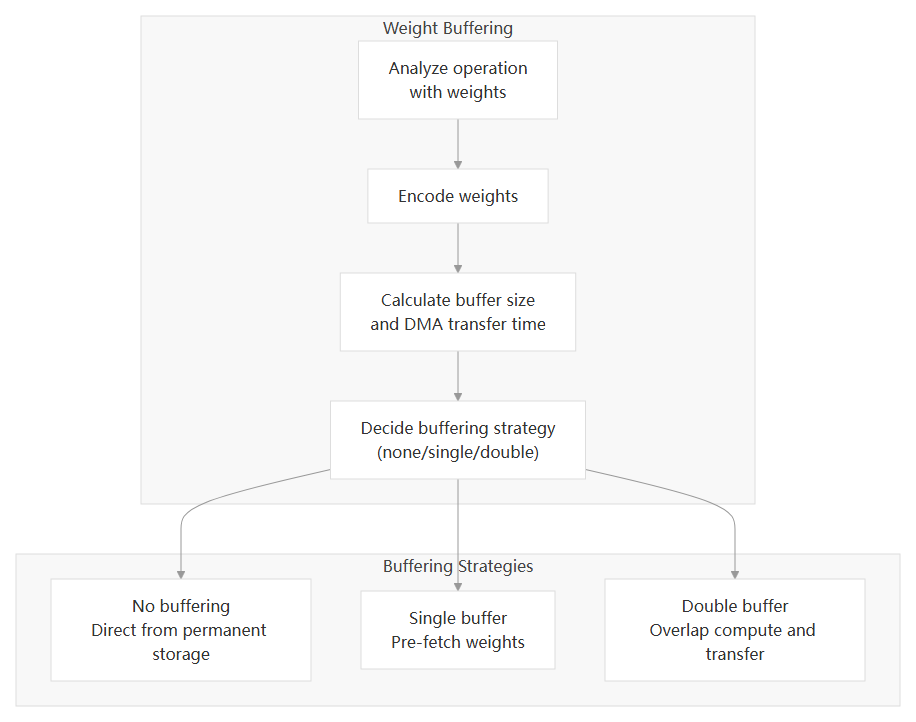 Weight Buffering
Analyze operation
with weights
Encode weights
Calculate buffer size
and DMA transfer time
Decide buffering strategy
(none/single/double)
Buffering Strategies
No buffering
Direct from permanent
storage
Single buffer
Pre-fetch weights
Double buffer
Overlap compute and
transfer